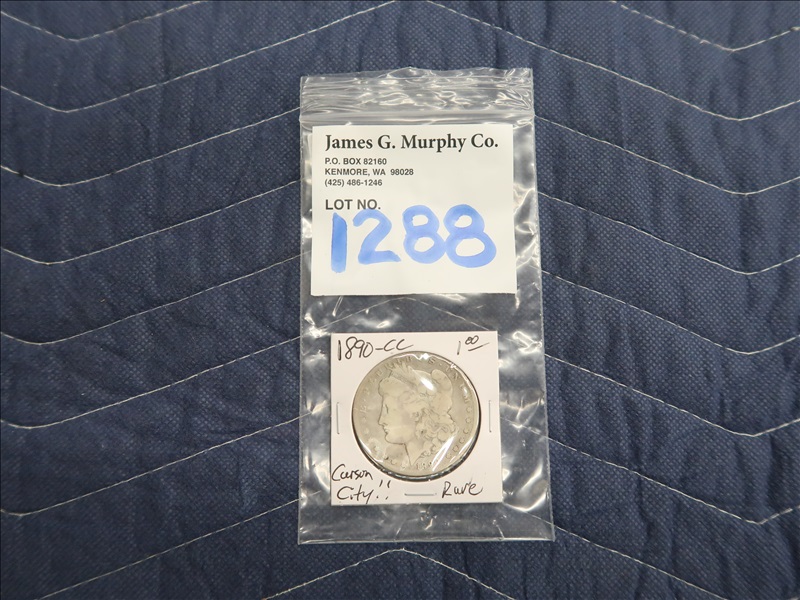 James G. Murphy Co.
P.O. BOX 82160
KENMORE, WA 98028
(425) 486-1246
LOT NO.
1288
1890-CC 1.00
Carson
City!! Rare